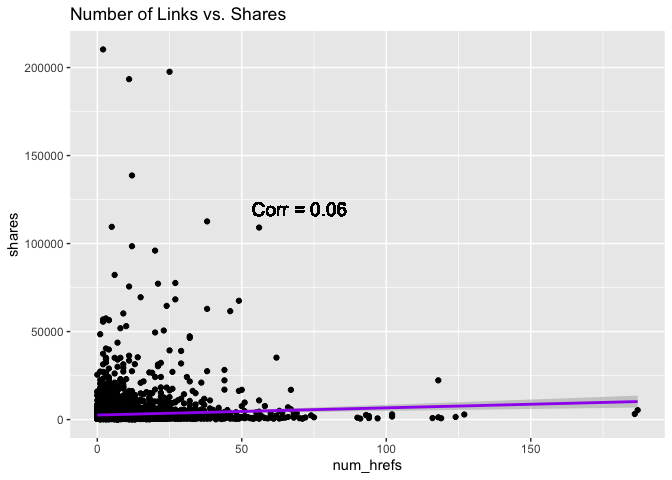 Number of Links vs. Shares
200000
150000
Corr = 0.06
100000
50000
0
shares
0
50
100
150
num_hrefs